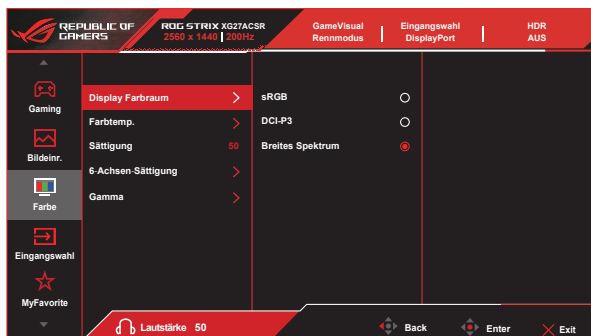 REPUBLIC OF
GAMERS
ROG STRIX XG27ACSR
2560 x 1440 | 200Hz
GameVisual
Rennmodus
Eingangswahl
DisplayPort
HDR
AUS
Gaming
Bildeinr.
Farbe
Eingangswahl
MyFavorite
Display Farbraum
Farbtemp.
Sättigung 50
6-Achsen-Sättigung
Gamma
sRGB
DCI-P3
Breites Spektrum
Lautstärke 50
Back
Enter
Exit